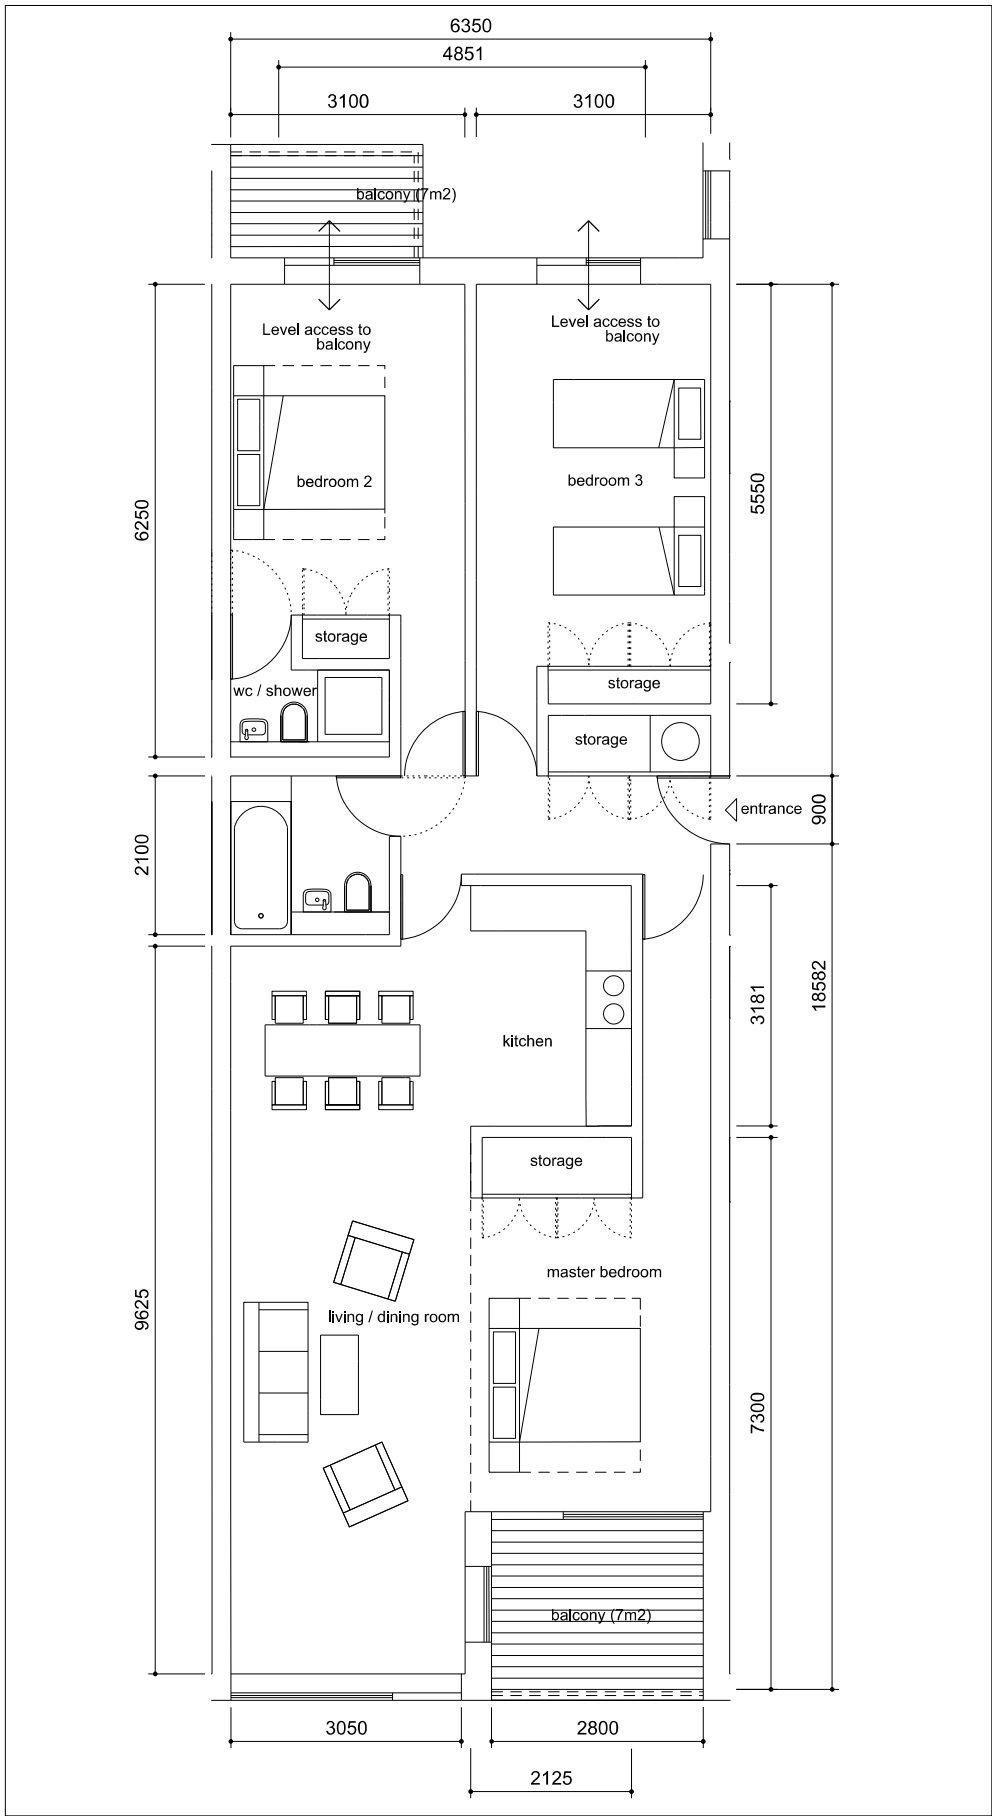 6350
4851
3100
3100
balcony (7m2)
Level access to
balcony
Level access to
balcony
bedroom 2
bedroom 3
6250
5550
storage
wc / shower
storage
storage
entrance
900
2100
18582
3181
kitchen
storage
master bedroom
living / dining room
9625
7300
balcony (7m2)
3050
2800
2125